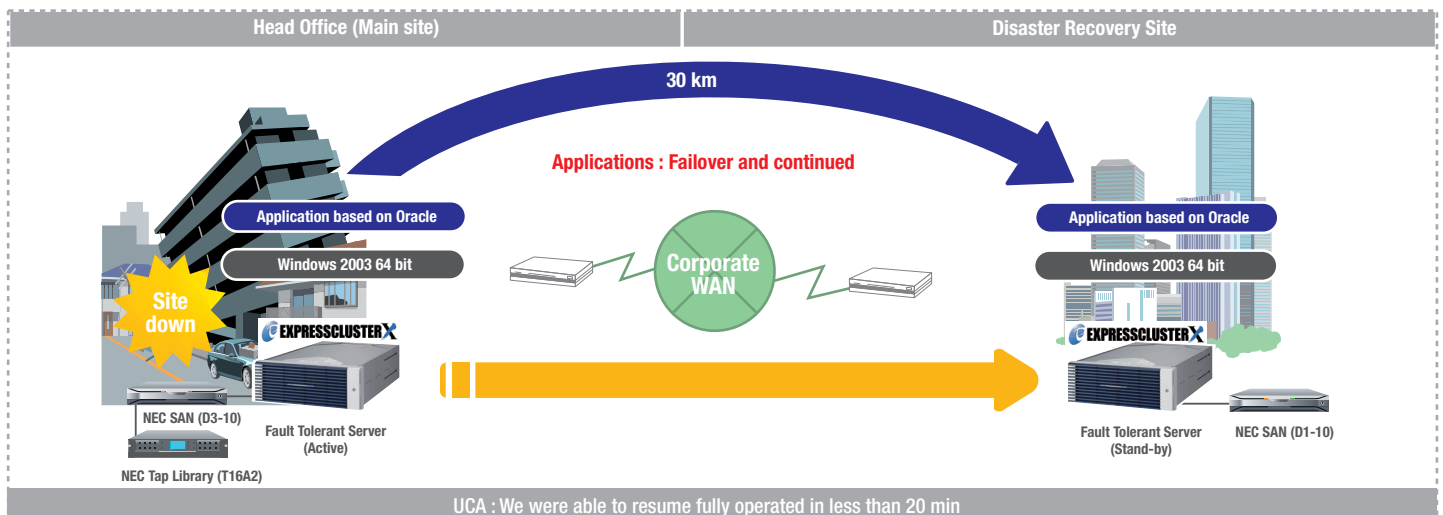 Head Office (Main site)
Disaster Recovery Site
30 km
Applications : Failover and continued
Application based on Oracle
Application based on Oracle
Windows 2003 64 bit
Windows 2003 64 bit
Corporate
WAN
Site
down
EXPRESSCLUSTER X
EXPRESSCLUSTER X
NEC SAN (D3-10)
Fault Tolerant Server
(Active)
NEC Tap Library (T16A2)
Fault Tolerant Server
(Stand-by)
NEC SAN (D1-10)
UCA : We were able to resume fully operated in less than 20 min